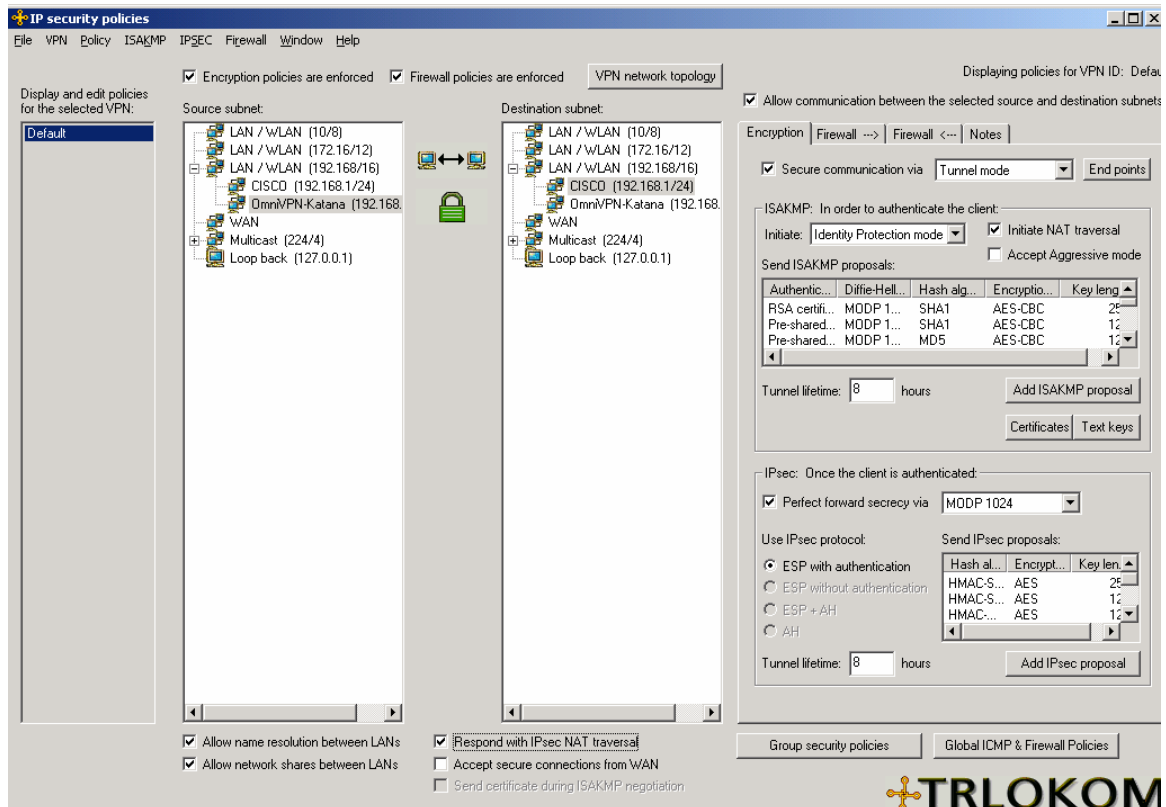 IP security policies
File VPN Policy ISAKMP IPSEC Firewall Window Help
Encryption policies are enforced
Firewall policies are enforced
VPN network topology
Displaying policies for VPN ID: Defau
Display and edit policies
for the selected VPN:
Default
Source subnet:
LAN / WLAN (10/8)
LAN / WLAN (172.16/12)
LAN / WLAN (192.168/16)
CISCO (192.168.1/24)
OmniVPN-Katana (192.168.
WAN
Multicast (224/4)
Loop back (127.0.0.1)
Destination subnet:
LAN / WLAN (10/8)
LAN / WLAN (172.16/12)
LAN / WLAN (192.168/16)
CISCO (192.168.1/24)
OmniVPN-Katana (192.168.
WAN
Multicast (224/4)
Loop back (127.0.0.1)
Allow communication between the selected source and destination subnets
Encryption
Firewall --->
Firewall <---
Notes
Secure communication via
Tunnel mode
End points
ISAKMP: In order to authenticate the client:
Initiate:
Identity Protection mode
Initiate NAT traversal
Accept Aggressive mode
Send ISAKMP proposals:
Authentic... Diffie-Hell... Hash alg... Encryptio... Key leng
RSA certifi... MODP 1... SHA1 AES-CBC 25
Pre-shared... MODP 1... SHA1 AES-CBC 12
Pre-shared... MODP 1... MD5 AES-CBC 12
Tunnel lifetime: 8 hours
Add ISAKMP proposal
Certificates
Text keys
IPsec: Once the client is authenticated:
Perfect forward secrecy via
MODP 1024
Use IPsec protocol:
ESP with authentication
ESP without authentication
ESP + AH
AH
Send IPsec proposals:
Hash al... Encrypt... Key len.
HMAC-S... AES 25
HMAC-S... AES 12
HMAC-... AES 12
Tunnel lifetime: 8 hours
Add IPsec proposal
Allow name resolution between LANs
Allow network shares between LANs
Respond with IPsec NAT traversal
Accept secure connections from WAN
Send certificate during ISAKMP negotiation
Group security policies
Global ICMP & Firewall Policies
TRLOKOM